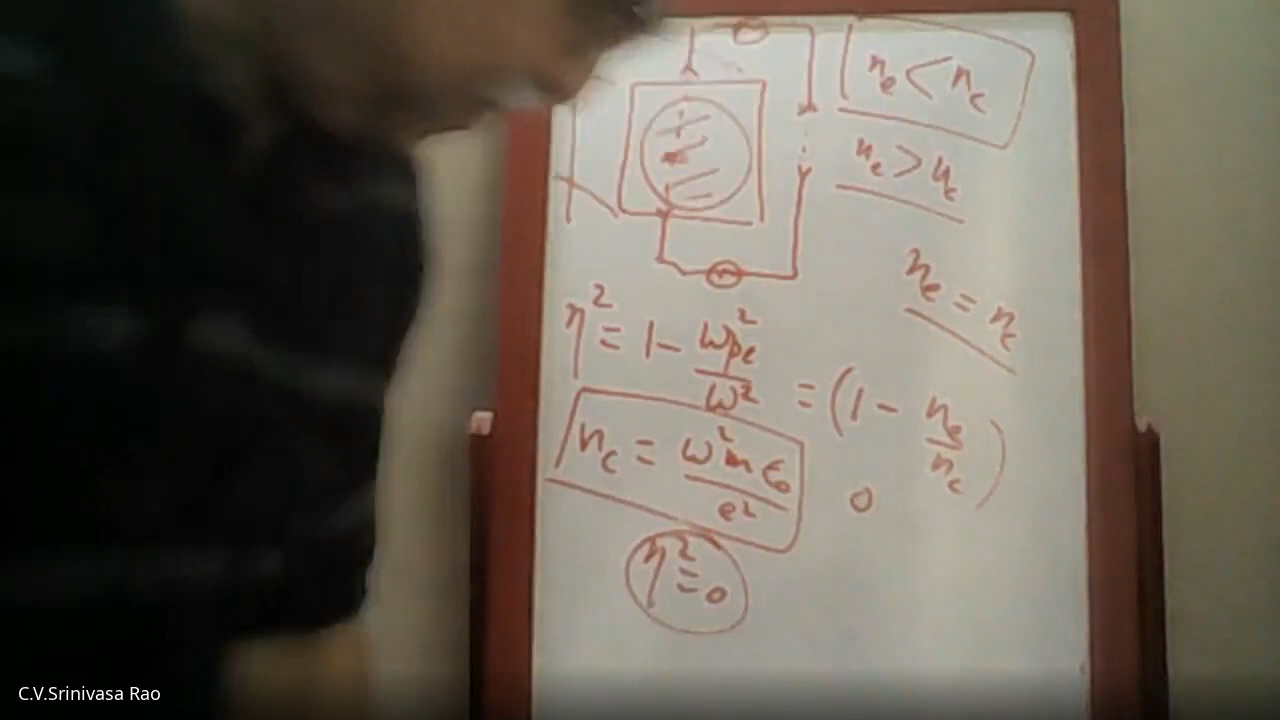 n_e < n_c
n_e > n_c
n_e = n_c
η² = 1 - ω_pe²/ω² = (1 - n_e/n_c)
n_c = ω² m ε₀/e²
0
η² = 0
C.V.Srinivasa Rao